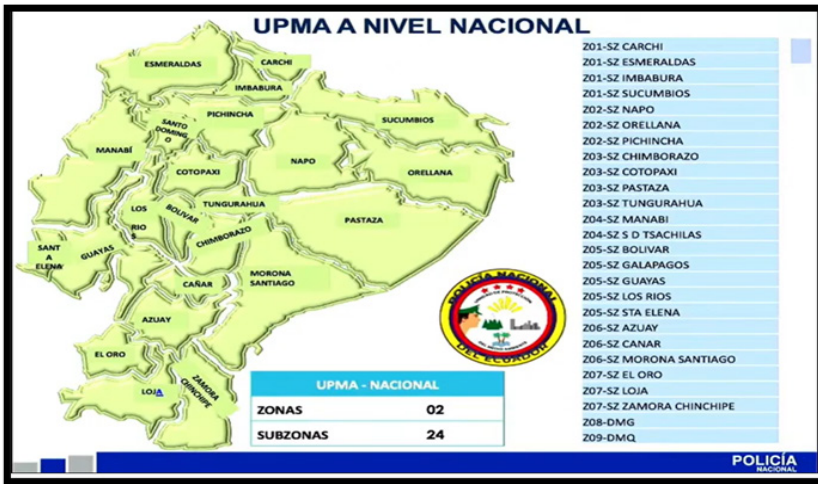 UPMA A NIVEL NACIONAL
ESMERALDAS
CARCHI
IMBABURA
PICHINCHA
SUCUMBIOS
SANTO
DOMING
O
MANABÍ
NAPO
COTOPAXI
ORELLANA
TUNGURAHUA
LOS
RIO
S
BOLIVAR
PASTAZA
CHIMBORAZO
SANT
A
ELENA
GUAYAS
CAÑAR
MORONA
SANTIAGO
AZUAY
EL ORO
LOJA
ZAMORA
CHINCHIPE
Z01-SZ CARCHI
Z01-SZ ESMERALDAS
Z01-SZ IMBABURA
Z01-SZ SUCUMBIOS
Z02-SZ NAPO
Z02-SZ ORELLANA
Z02-SZ PICHINCHA
Z03-SZ CHIMBORAZO
Z03-SZ COTOPAXI
Z03-SZ PASTAZA
Z03-SZ TUNGURAHUA
Z04-SZ MANABI
Z04-SZ S D TSACHILAS
Z05-SZ BOLIVAR
Z05-SZ GALAPAGOS
Z05-SZ GUAYAS
Z05-SZ LOS RIOS
Z05-SZ STA ELENA
Z06-SZ AZUAY
Z06-SZ CANAR
Z06-SZ MORONA SANTIAGO
Z07-SZ EL ORO
Z07-SZ LOJA
Z07-SZ ZAMORA CHINCHIPE
Z08-DMG
Z09-DMQ
POLICÍA NACIONAL
DEL ECUADOR
UPMA - NACIONAL
ZONAS 02
SUBZONAS 24
POLICÍA
NACIONAL